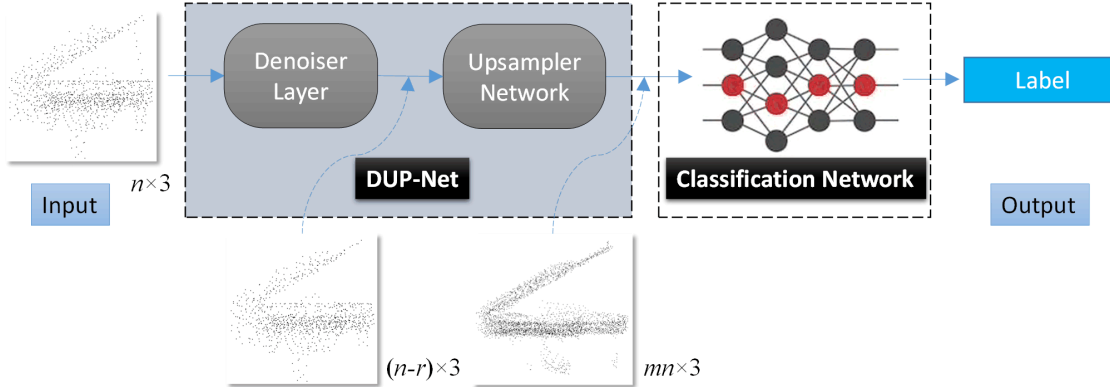 Denoiser
Layer
Upsampler
Network
Label
n×3
DUP-Net
Classification Network
Input
Output
(n-r)×3
mn×3